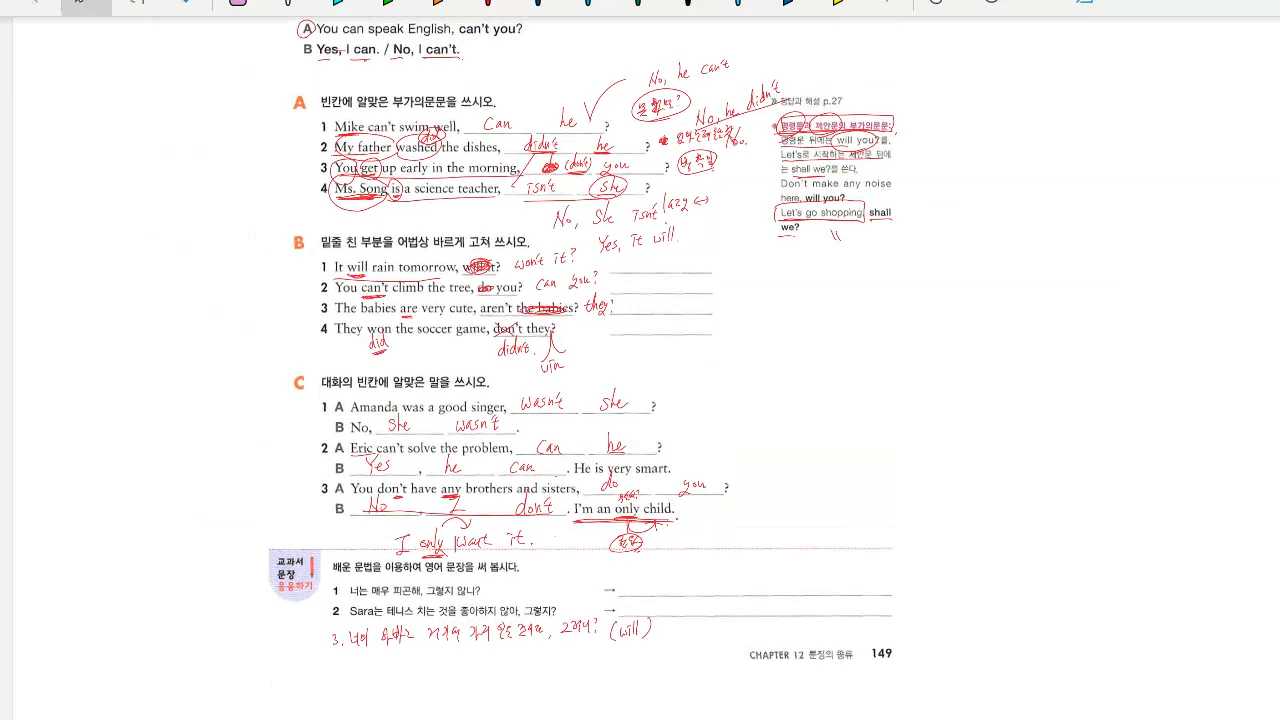 A You can speak English, can't you?
B Yes, I can. / No, I can't.
No, he can't
A 빈칸에 알맞은 부가의문문을 쓰시오.
No, he didn't
정답과 해설 p.27
1 Mike can't swim well, can he ?
2 My father washed the dishes, didn't he ?
3 You get up early in the morning, (don't) you ?
4 Ms. Song is a science teacher, isn't she ?
명령문과 제안문의 부가의문문:
명령문 뒤에는 will you?를,
Let's로 시작하는 제안문 뒤에
는 shall we?를 쓴다.
Don't make any noise
here, will you?
Let's go shopping, shall
we?
No, she isn't lazy ↔
Yes, it will.
B 밑줄 친 부분을 어법상 바르게 고쳐 쓰시오.
1 It will rain tomorrow, will it? won't it?
2 You can't climb the tree, do you? can you?
3 The babies are very cute, aren't the babies? they?
4 They won the soccer game, don't they?
did didn't.
win
C 대화의 빈칸에 알맞은 말을 쓰시오.
1 A Amanda was a good singer, wasn't she ?
B No, she wasn't .
2 A Eric can't solve the problem, can he ?
B Yes , he can . He is very smart.
3 A You don't have any brothers and sisters, do you ?
B No I don't . I'm an only child.
I only want it.
교과서
문장
응용하기
배운 문법을 이용하여 영어 문장을 써 봅시다.
1 너는 매우 피곤해, 그렇지 않니? →
2 Sara는 테니스 치는 것을 좋아하지 않아, 그렇지? →
3. 너의 아빠는 (will)
CHAPTER 12 문장의 종류 149